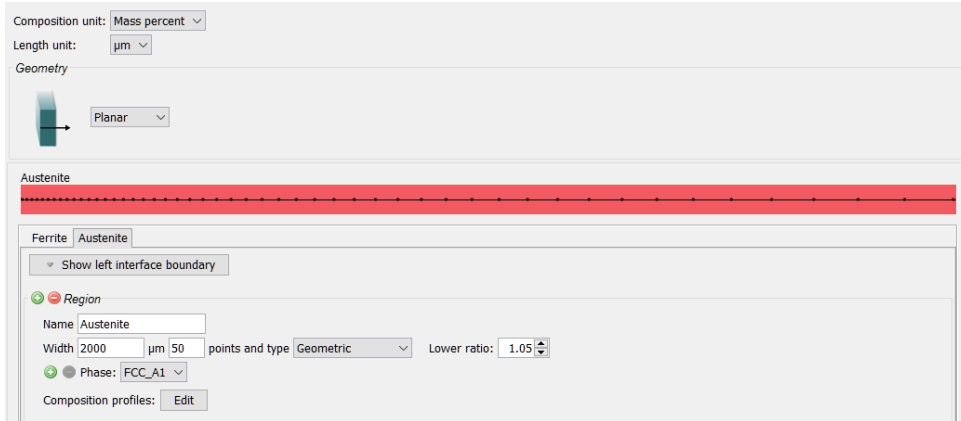 Composition unit: Mass percent
Length unit: µm
Geometry
Planar
Austenite
Ferrite Austenite
Show left interface boundary
Region
Name Austenite
Width 2000 µm 50 points and type Geometric Lower ratio: 1.05
Phase: FCC_A1
Composition profiles: Edit